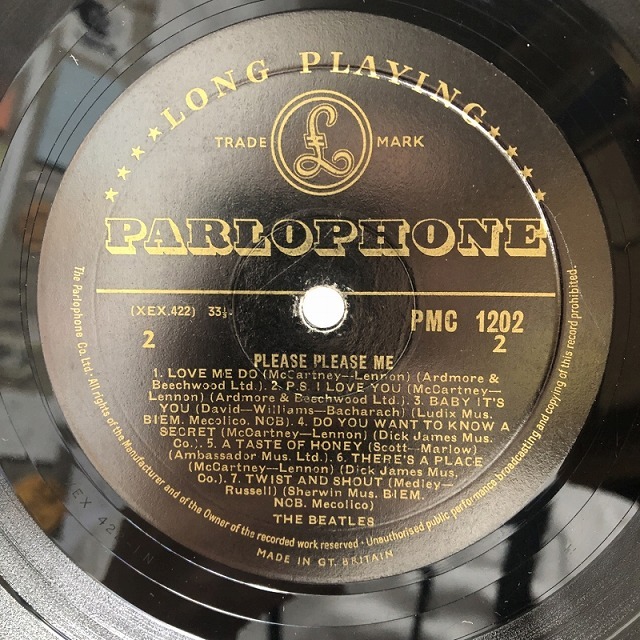 LONG PLAYING
TRADE £ MARK
PARLOPHONE
(XEX.422) 33⅓
PMC 1202
2
2
PLEASE PLEASE ME
1. LOVE ME DO (McCartney—Lennon) (Ardmore &
Beechwood Ltd.). 2. P.S. I LOVE YOU (McCartney—
Lennon) (Ardmore & Beechwood Ltd.). 3. BABY IT'S
YOU (David—Williams—Bacharach) (Ludix Mus.
BIEM. Mecolico. NCB). 4. DO YOU WANT TO KNOW A
SECRET (McCartney—Lennon) (Dick James Mus.
Co.). 5. A TASTE OF HONEY (Scott—Marlow)
(Ambassador Mus. Ltd.). 6. THERE'S A PLACE
(McCartney—Lennon) (Dick James Mus.
Co.). 7. TWIST AND SHOUT (Medley—
Russell) (Sherwin Mus. BIEM.
NCB. Mecolico)
THE BEATLES
The Parlophone Co. Ltd. All rights of the Manufacturer and of the Owner of the recorded work reserved · Unauthorised public performance, broadcasting and copying of this record prohibited.
MADE IN GT. BRITAIN